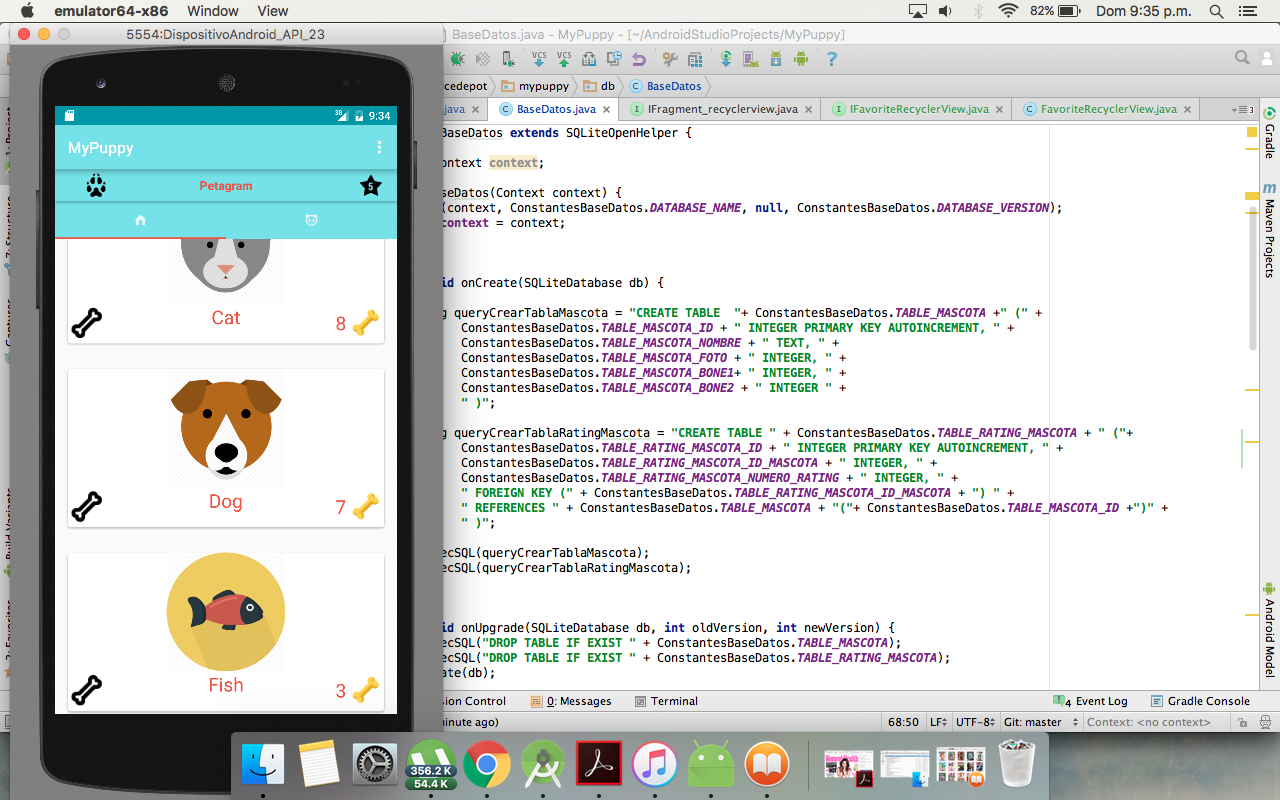 emulator64-x86 Window View 82% Dom 9:35 p.m.
5554:DispositivoAndroid_API_23
BaseDatos.java - MyPuppy - [~/AndroidStudioProjects/MyPuppy]
cedepot mypuppy db BaseDatos
java BaseDatos.java IFragment_recyclerview.java IFavoriteRecyclerView.java FavoriteRecyclerView.java 3
9:34
MyPuppy
Petagram 5
Cat
8
Dog
7
Fish
3
BaseDatos extends SQLiteOpenHelper {
ontext context;
seDatos(Context context) {
(context, ConstantesBaseDatos.DATABASE_NAME, null, ConstantesBaseDatos.DATABASE_VERSION);
context = context;
id onCreate(SQLiteDatabase db) {
g queryCrearTablaMascota = "CREATE TABLE  "+ ConstantesBaseDatos.TABLE_MASCOTA +" (" +
ConstantesBaseDatos.TABLE_MASCOTA_ID + " INTEGER PRIMARY KEY AUTOINCREMENT, " +
ConstantesBaseDatos.TABLE_MASCOTA_NOMBRE + " TEXT, " +
ConstantesBaseDatos.TABLE_MASCOTA_FOTO + " INTEGER, " +
ConstantesBaseDatos.TABLE_MASCOTA_BONE1+ " INTEGER, " +
ConstantesBaseDatos.TABLE_MASCOTA_BONE2 + " INTEGER " +
" )";
g queryCrearTablaRatingMascota = "CREATE TABLE " + ConstantesBaseDatos.TABLE_RATING_MASCOTA + " ("+
ConstantesBaseDatos.TABLE_RATING_MASCOTA_ID + " INTEGER PRIMARY KEY AUTOINCREMENT, " +
ConstantesBaseDatos.TABLE_RATING_MASCOTA_ID_MASCOTA + " INTEGER, " +
ConstantesBaseDatos.TABLE_RATING_MASCOTA_NUMERO_RATING + " INTEGER, " +
" FOREIGN KEY (" + ConstantesBaseDatos.TABLE_RATING_MASCOTA_ID_MASCOTA + ") " +
" REFERENCES " + ConstantesBaseDatos.TABLE_MASCOTA + "("+ ConstantesBaseDatos.TABLE_MASCOTA_ID +")" +
" )";
ecSQL(queryCrearTablaMascota);
ecSQL(queryCrearTablaRatingMascota);
id onUpgrade(SQLiteDatabase db, int oldVersion, int newVersion) {
ecSQL("DROP TABLE IF EXIST " + ConstantesBaseDatos.TABLE_MASCOTA);
ecSQL("DROP TABLE IF EXIST " + ConstantesBaseDatos.TABLE_RATING_MASCOTA);
ate(db);
Gradle
Maven Projects
Android Model
sion Control 0: Messages Terminal 4 Event Log Gradle Console
inute ago) 68:50 LF UTF-8 Git: master Context: <no context>
356.2 K
54.4 K